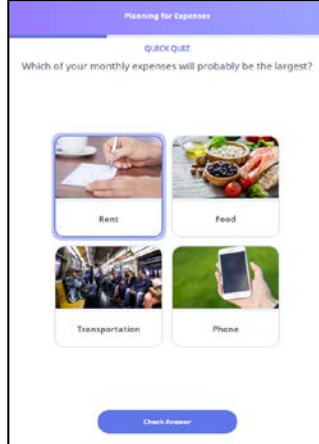 Planning for Expenses
QUICK QUIZ
Which of your monthly expenses will probably be the largest?
Rent
Food
Transportation
Phone
Check Answer